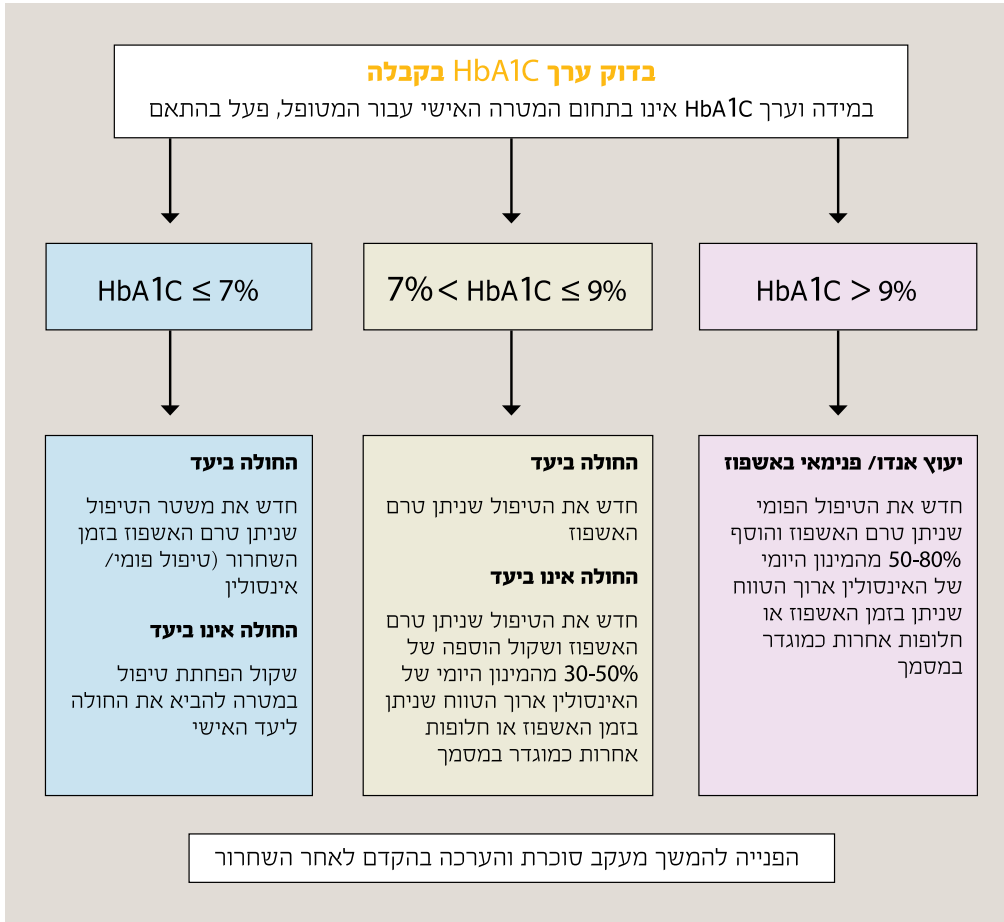 בדוק ערך HbA1C בקבלה
במידה וערך HbA1C אינו בתחום המטרה האישי עבור המטופל, פעל בהתאם
HbA1C > 9%
7% < HbA1C ≤ 9%
HbA1C ≤ 7%
יעוץ אנדו/ פנימאי באשפוז
חדש את הטיפול הפומי
שניתן טרם האשפוז והוסף
50-80% מהמינון היומי
של האינסולין ארוך הטווח
שניתן בזמן האשפוז או
חלופות אחרות כמוגדר
במסמך
החולה ביעד
חדש את הטיפול שניתן טרם
האשפוז
החולה אינו ביעד
חדש את הטיפול שניתן טרם
האשפוז ושקול הוספה של
30-50% מהמינון היומי של
האינסולין ארוך הטווח שניתן
בזמן האשפוז או חלופות
אחרות כמוגדר במסמך
החולה ביעד
חדש את משטר הטיפול
שניתן טרם האשפוז בזמן
השחרור (טיפול פומי/
אינסולין
החולה אינו ביעד
שקול הפחתת טיפול
במטרה להביא את החולה
ליעד האישי
הפנייה להמשך מעקב סוכרת והערכה בהקדם לאחר השחרור